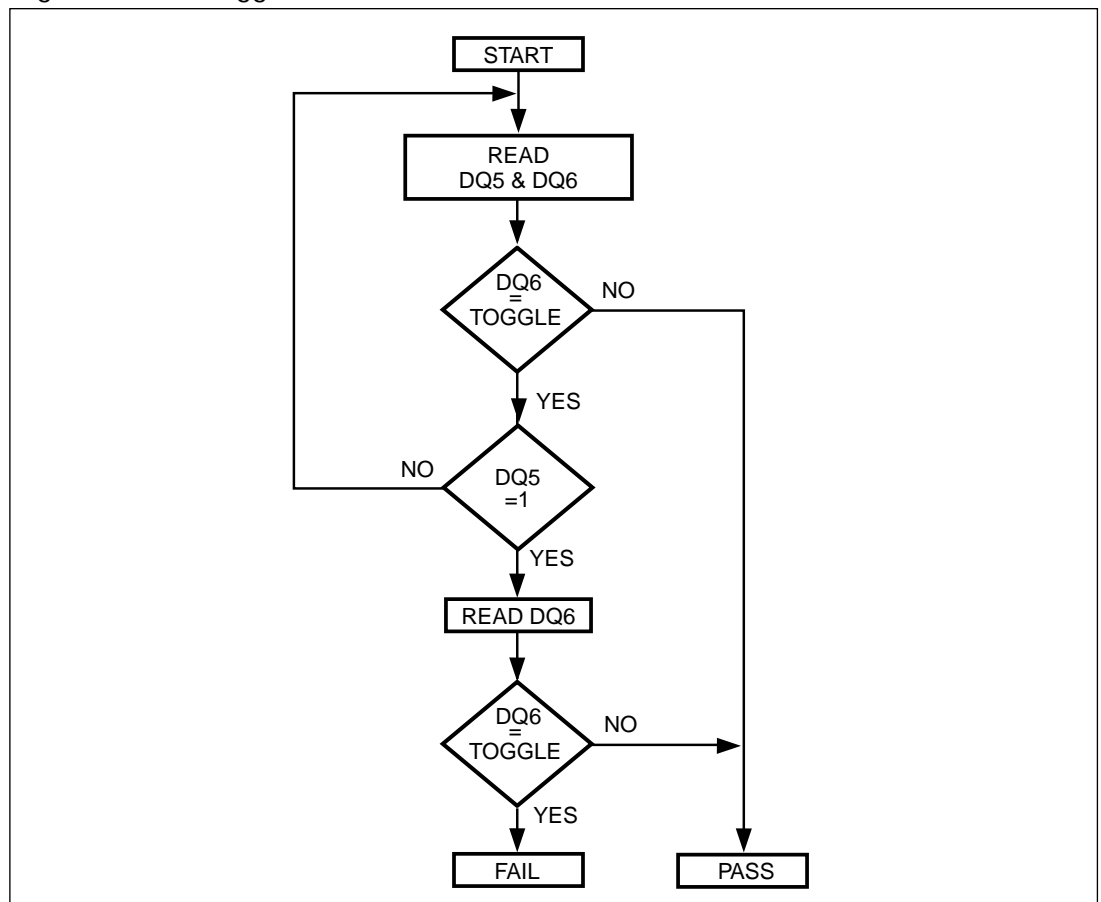 START
READ
DQ5 & DQ6
DQ6
=
TOGGLE
NO
YES
NO
DQ5
=1
YES
READ DQ6
DQ6
=
TOGGLE
NO
YES
FAIL
PASS